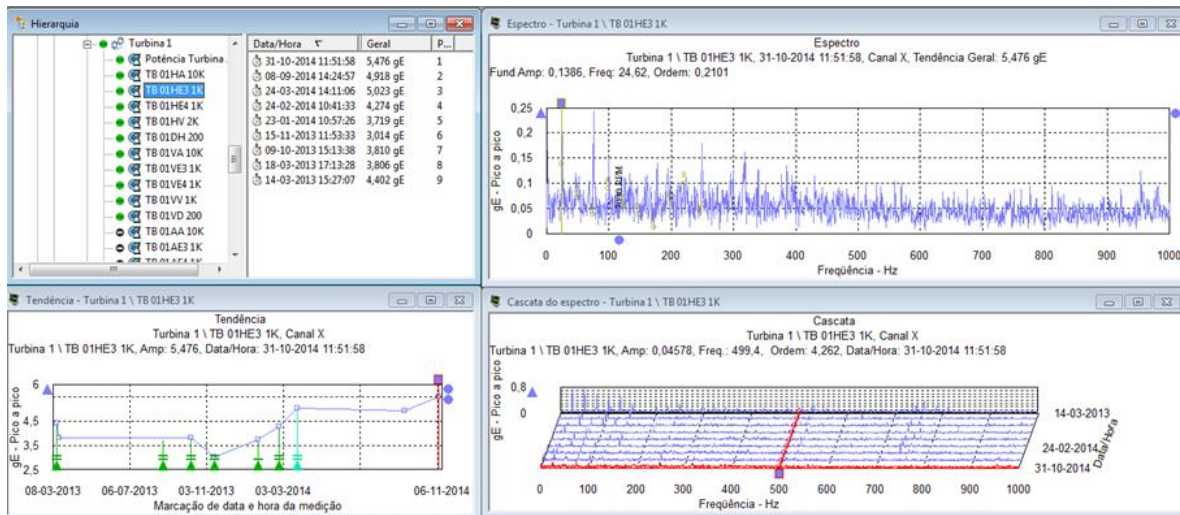 Hierarquia
Turbina 1
Potência Turbina
TB 01HA 10K
TB 01HE3 1K
TB 01HE4 1K
TB 01HV 2K
TB 01DH 200
TB 01VA 10K
TB 01VE3 1K
TB 01VE4 1K
TB 01VV 1K
TB 01VD 200
TB 01AA 10K
TB 01AE3 1K
TB 01AE4 1K
Data/Hora Geral P...
31-10-2014 11:51:58 5,476 gE 1
08-09-2014 14:24:57 4,918 gE 2
24-03-2014 14:11:06 5,023 gE 3
24-02-2014 10:41:33 4,274 gE 4
23-01-2014 10:57:26 3,719 gE 5
15-11-2013 11:53:33 3,014 gE 6
09-10-2013 15:13:38 3,810 gE 7
18-03-2013 17:13:28 3,806 gE 8
14-03-2013 15:27:07 4,402 gE 9
Espectro - Turbina 1 \ TB 01HE3 1K
Espectro
Turbina 1 \ TB 01HE3 1K, 31-10-2014 11:51:58, Canal X, Tendência Geral: 5,476 gE
Fund Amp: 0,1386, Freq: 24,62, Ordem: 0,2101
gE - Pico a pico
0,25
0,2
0,15
0,1
0,05
0
0 100 200 300 400 500 600 700 800 900 1000
Freqüência - Hz
Tendência - Turbina 1 \ TB 01HE3 1K
Tendência
Turbina 1 \ TB 01HE3 1K, Canal X
Turbina 1 \ TB 01HE3 1K, Amp: 5,476, Data/Hora: 31-10-2014 11:51:58
gE - Pico a pico
6
4,5
3,5
2,5
08-03-2013 06-07-2013 03-11-2013 03-03-2014 06-11-2014
Marcação de data e hora da medição
Cascata do espectro - Turbina 1 \ TB 01HE3 1K
Cascata
Turbina 1 \ TB 01HE3 1K, Canal X
Turbina 1 \ TB 01HE3 1K, Amp: 0,04578, Freq.: 499,4, Ordem: 4,262, Data/Hora: 31-10-2014 11:51:58
gE - Pico a pico
0,8
0
14-03-2013
24-02-2014
31-10-2014
Data/Hora
0 100 200 300 400 500 600 700 800 900 1000
Freqüência - Hz